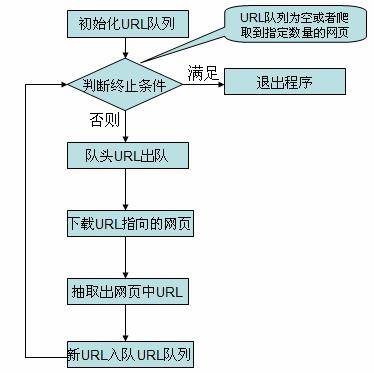 初始化URL队列
URL队列为空或者爬
取到指定数量的网页
判断终止条件
满足
退出程序
否则
队头URL出队
下载URL指向的网页
抽取出网页中URL
新URL入队URL队列